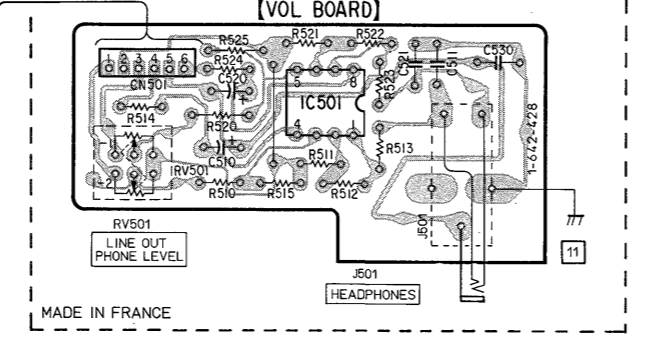 【VOL BOARD】
R521 R522
R525
R524
C520
C521 C511
C530
1 2 3 4 5 6
CN501
5 8
IC501
R523
R514
R520
4 1
C510
R511
R513
1-642-428
1RV501
-1
-2
R510 R515 R512
J501
RV501
LINE OUT
PHONE LEVEL
11
J501
HEADPHONES
MADE IN FRANCE